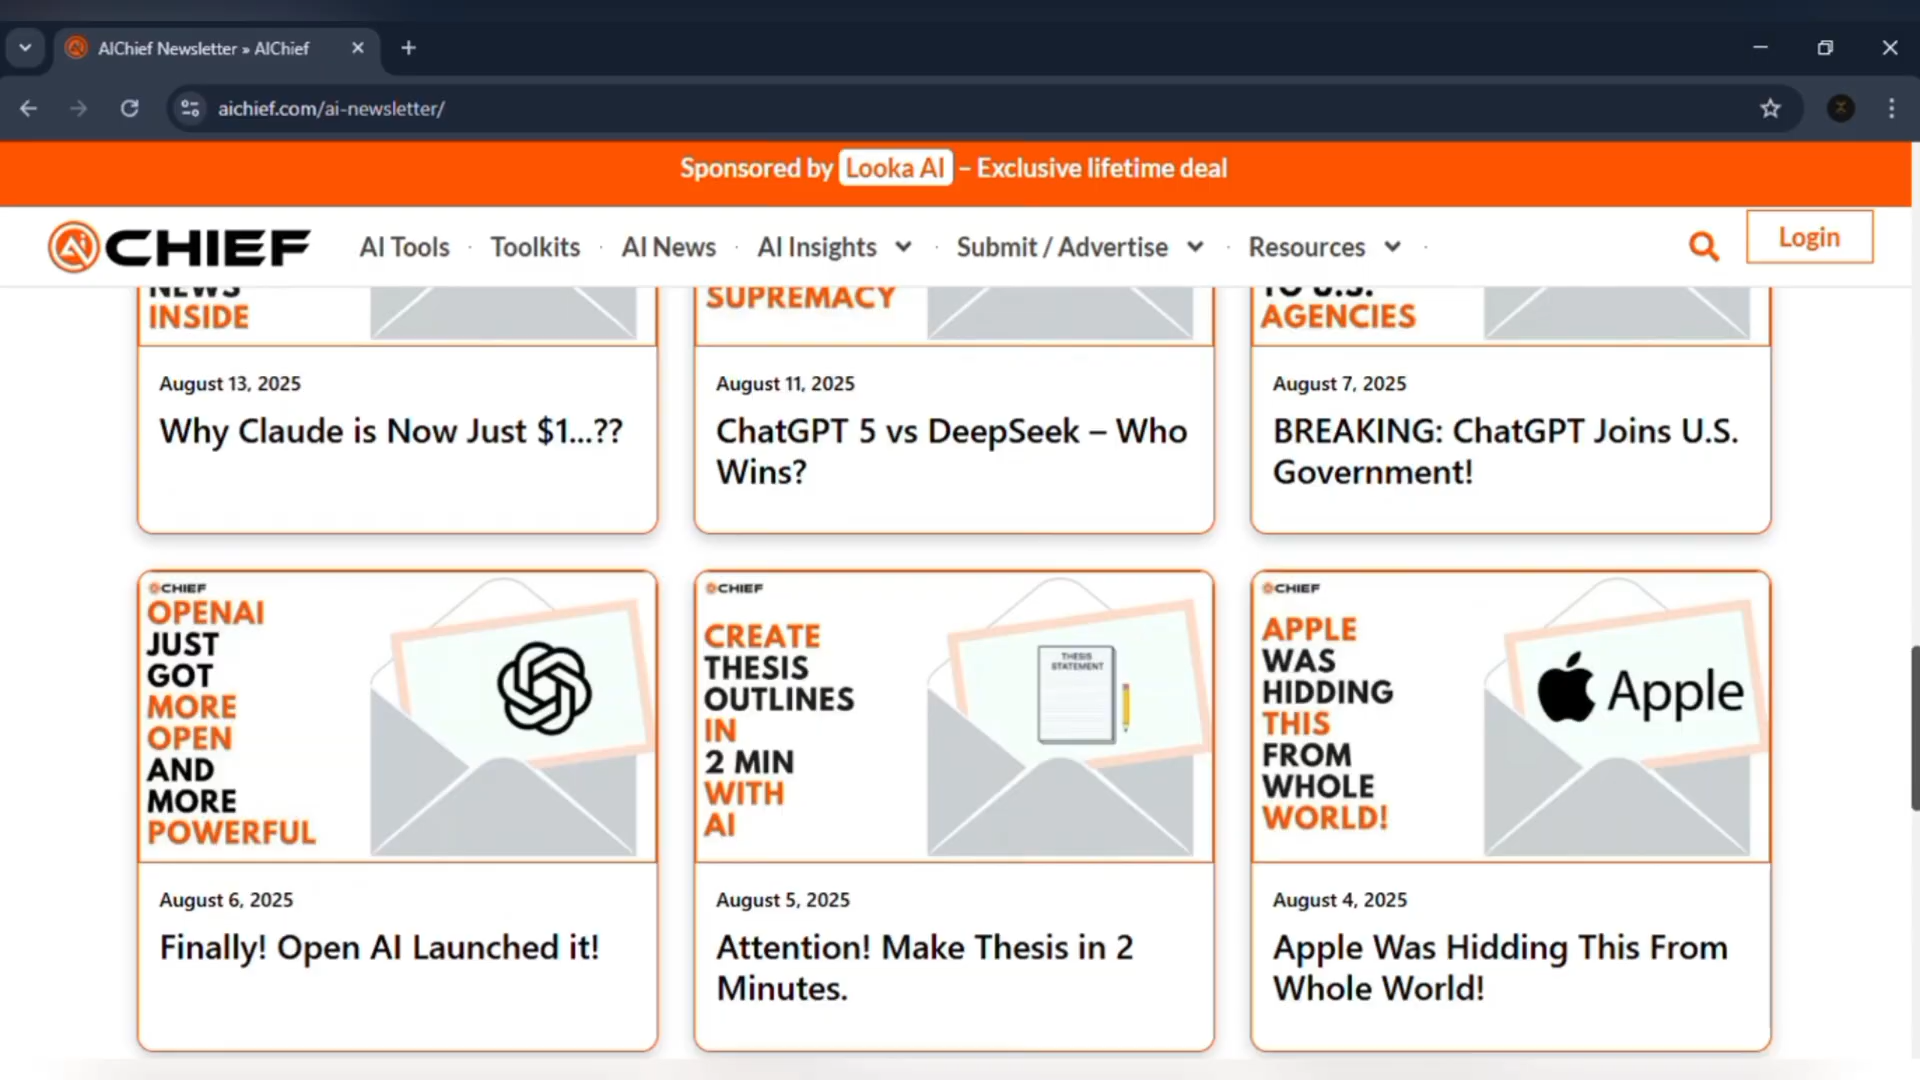 AIChief Newsletter » AIChief
aichief.com/ai-newsletter/
Sponsored by Looka AI – Exclusive lifetime deal
Ai CHIEF
AI Tools · Toolkits · AI News · AI Insights · Submit / Advertise · Resources ·
Login
NEWS
INSIDE
SUPREMACY
TO U.S.
AGENCIES
August 13, 2025
Why Claude is Now Just $1...??
August 11, 2025
ChatGPT 5 vs DeepSeek – Who
Wins?
August 7, 2025
BREAKING: ChatGPT Joins U.S.
Government!
CHIEF
OPENAI
JUST
GOT
MORE
OPEN
AND
MORE
POWERFUL
August 6, 2025
Finally! Open AI Launched it!
CHIEF
CREATE
THESIS
OUTLINES
IN
2 MIN
WITH
AI
THESIS
STATEMENT
August 5, 2025
Attention! Make Thesis in 2
Minutes.
CHIEF
APPLE
WAS
HIDDING
THIS
FROM
WHOLE
WORLD!
Apple
August 4, 2025
Apple Was Hidding This From
Whole World!